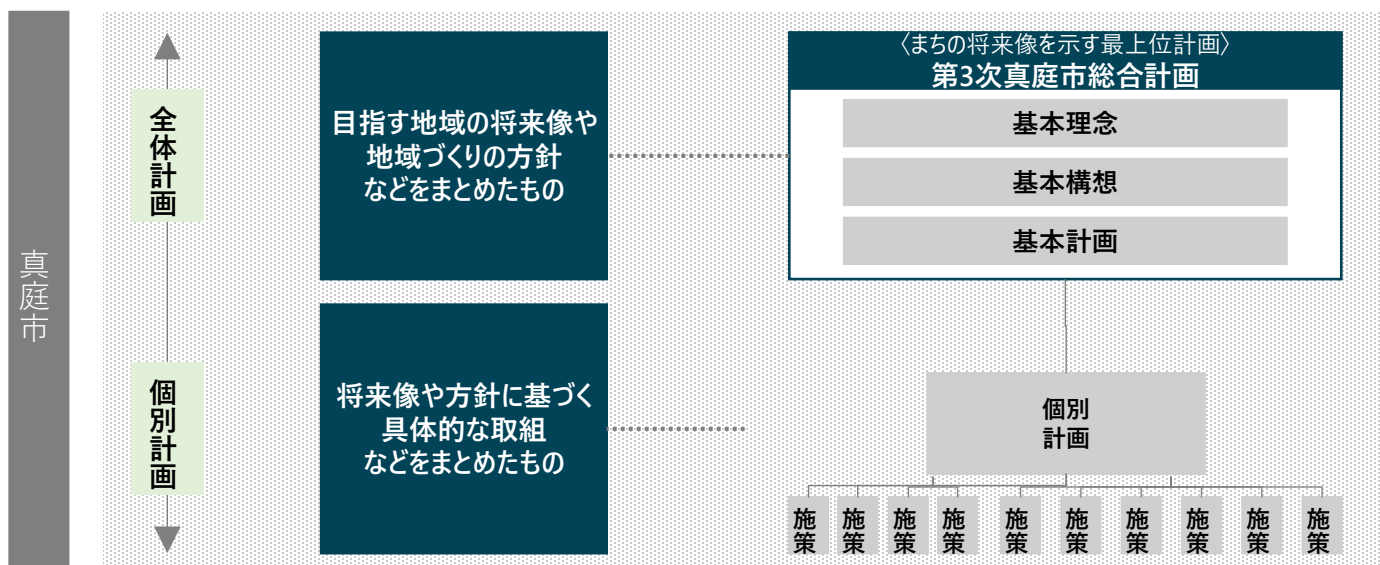 真庭市
全体計画
個別計画
目指す地域の将来像や
地域づくりの方針
などをまとめたもの
将来像や方針に基づく
具体的な取組
などをまとめたもの
〈まちの将来像を示す最上位計画〉
第3次真庭市総合計画
基本理念
基本構想
基本計画
個別
計画
施策
施策
施策
施策
施策
施策
施策
施策
施策
施策